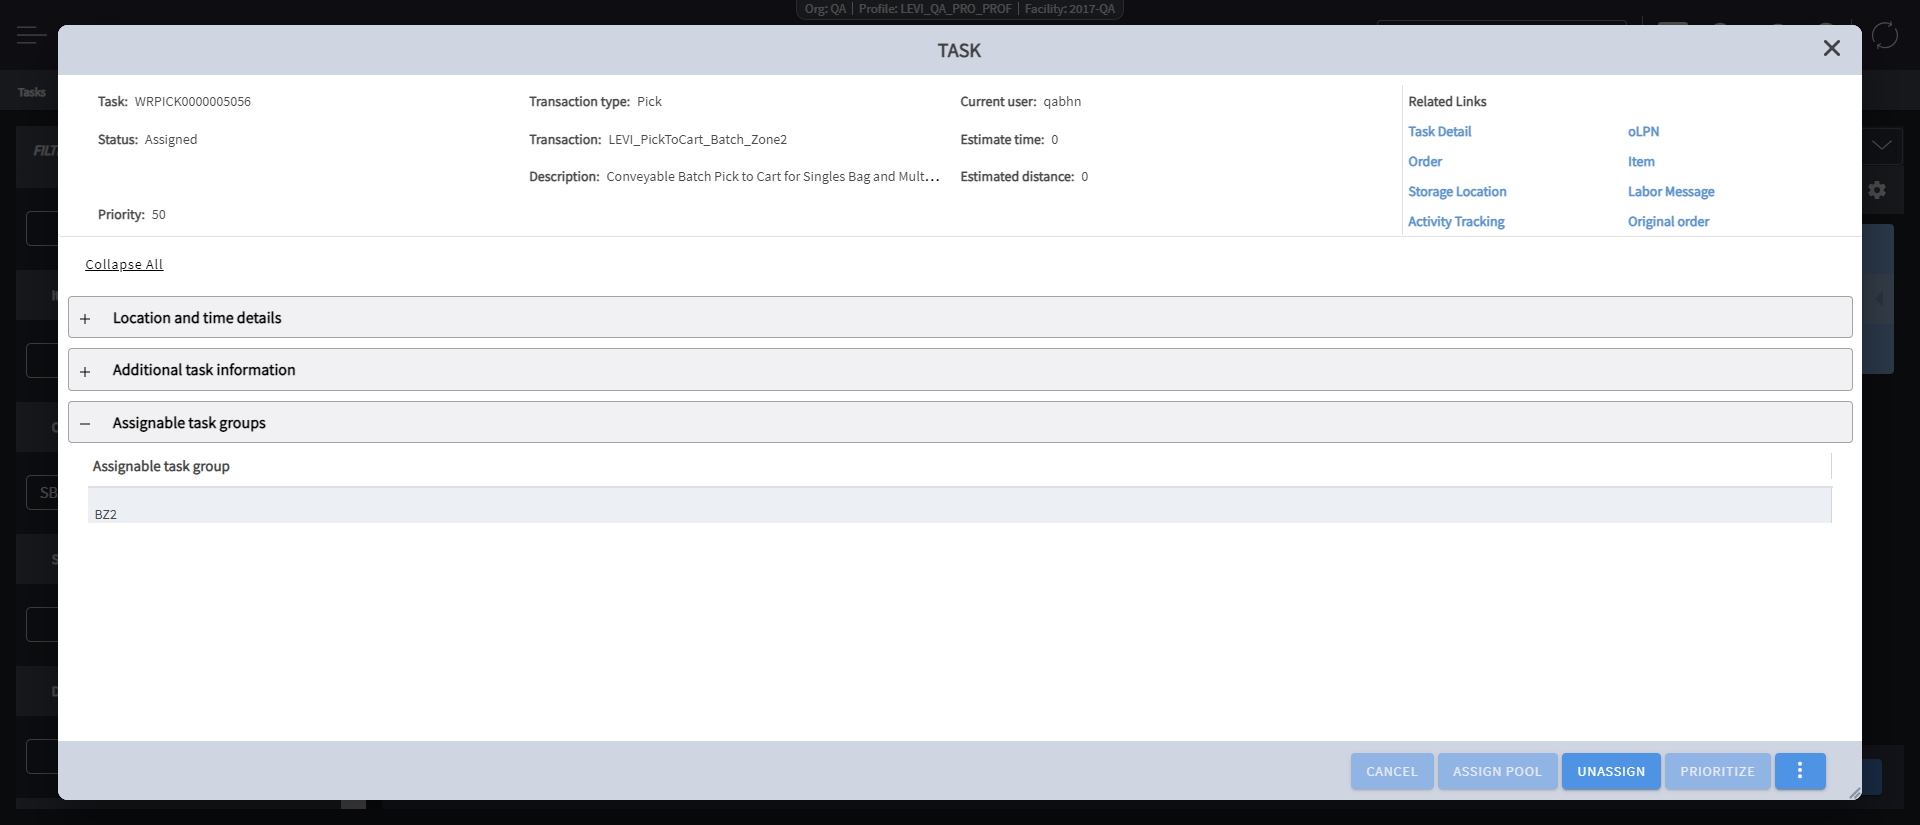 Org: QA | Profile: LEVI_QA_PRO_PROF | Facility: 2017-QA
TASK
Tasks
Task: WRPICK0000005056
Transaction type: Pick
Current user: qabhn
Related Links
Status: Assigned
Transaction: LEVI_PickToCart_Batch_Zone2
Estimate time: 0
Task Detail
oLPN
Description: Conveyable Batch Pick to Cart for Singles Bag and Mult...
Estimated distance: 0
Order
Item
Storage Location
Labor Message
Priority: 50
Activity Tracking
Original order
Collapse All
Location and time details
Additional task information
Assignable task groups
Assignable task group
BZ2
SB
CANCEL
ASSIGN POOL
UNASSIGN
PRIORITIZE